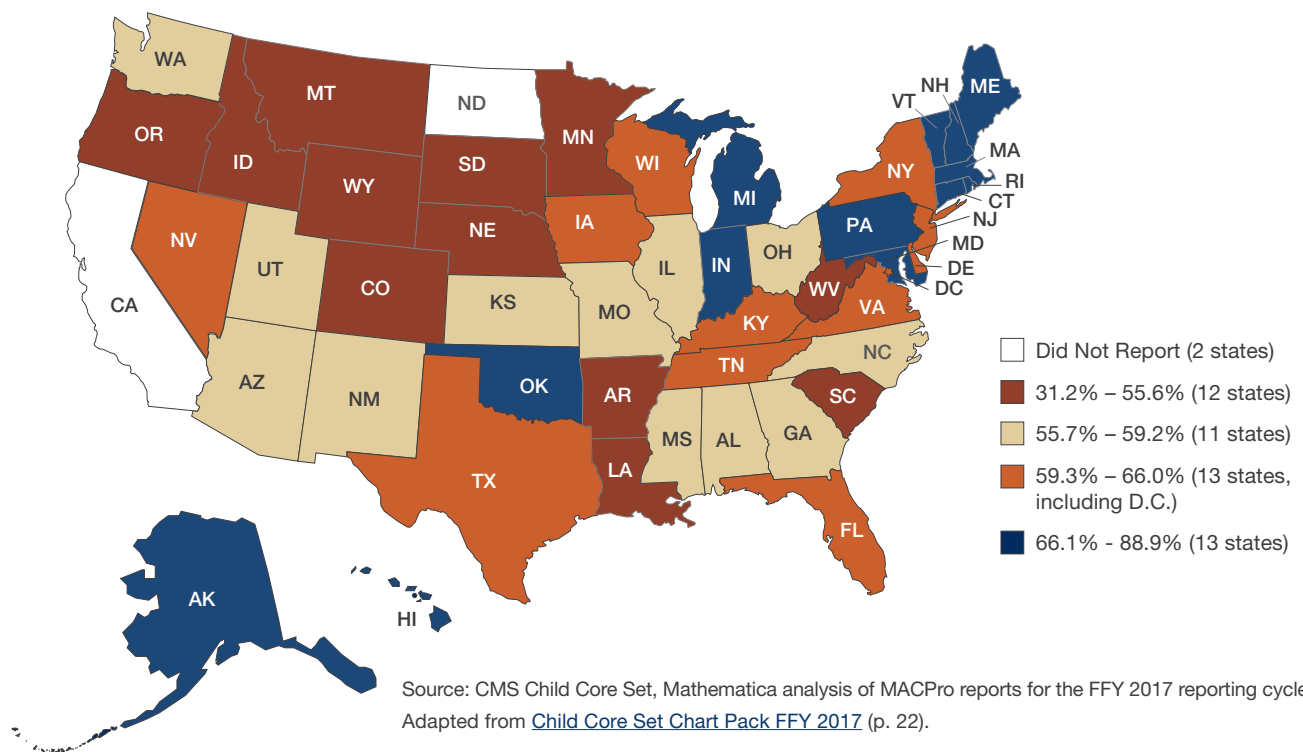 WA
MT
ND
MN
OR
ID
SD
WI
WY
NE
IA
NV
UT
CO
KS
MO
IL
CA
AZ
NM
OK
AR
TX
LA
MS
AL
GA
FL
SC
NC
TN
KY
VA
WV
OH
IN
MI
PA
NY
VT
NH
ME
MA
RI
CT
NJ
MD
DE
DC
AK
HI
Did Not Report (2 states)
31.2% – 55.6% (12 states)
55.7% – 59.2% (11 states)
59.3% – 66.0% (13 states,
including D.C.)
66.1% - 88.9% (13 states)
Source: CMS Child Core Set, Mathematica analysis of MACPro reports for the FFY 2017 reporting cycle
Adapted from Child Core Set Chart Pack FFY 2017 (p. 22).